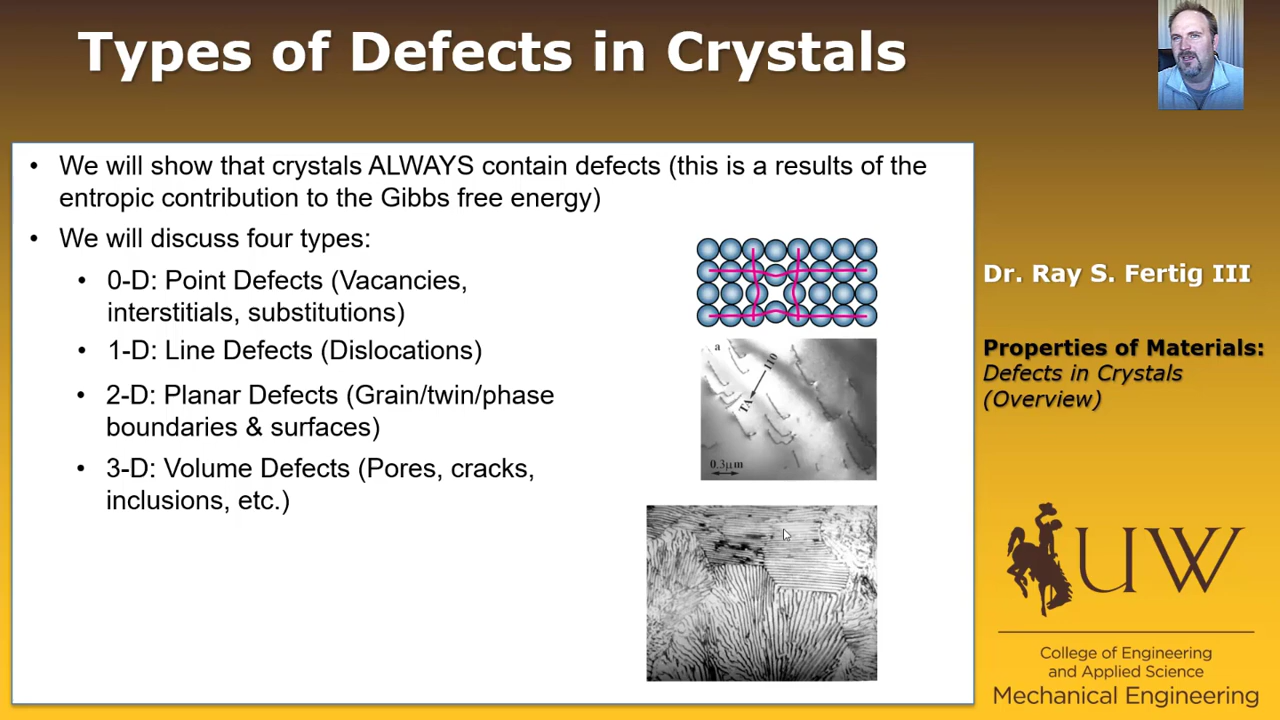 Types of Defects in Crystals
• We will show that crystals ALWAYS contain defects (this is a results of the
entropic contribution to the Gibbs free energy)
• We will discuss four types:
• 0-D: Point Defects (Vacancies,
interstitials, substitutions)
• 1-D: Line Defects (Dislocations)
• 2-D: Planar Defects (Grain/twin/phase
boundaries & surfaces)
• 3-D: Volume Defects (Pores, cracks,
inclusions, etc.)
a
110
TA
0.3µm
Dr. Ray S. Fertig III
Properties of Materials:
Defects in Crystals
(Overview)
UW
College of Engineering
and Applied Science
Mechanical Engineering